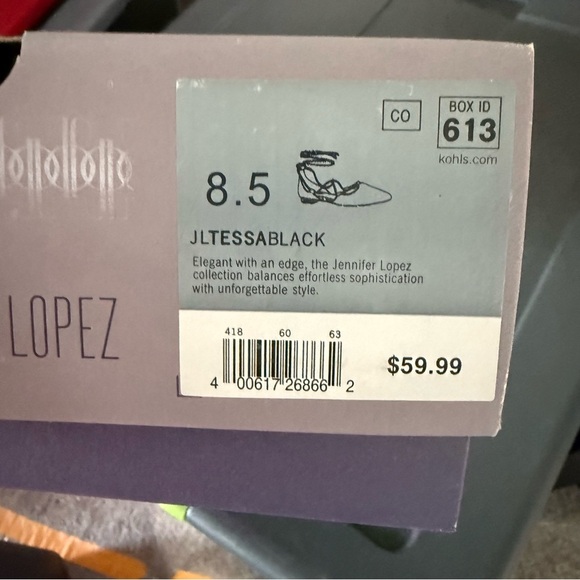 CO
BOX ID
613
kohls.com
8.5
JLTESSABLACK
Elegant with an edge, the Jennifer Lopez
collection balances effortless sophistication
with unforgettable style.
LOPEZ
418 60 63
4 00617 26866 2
$59.99